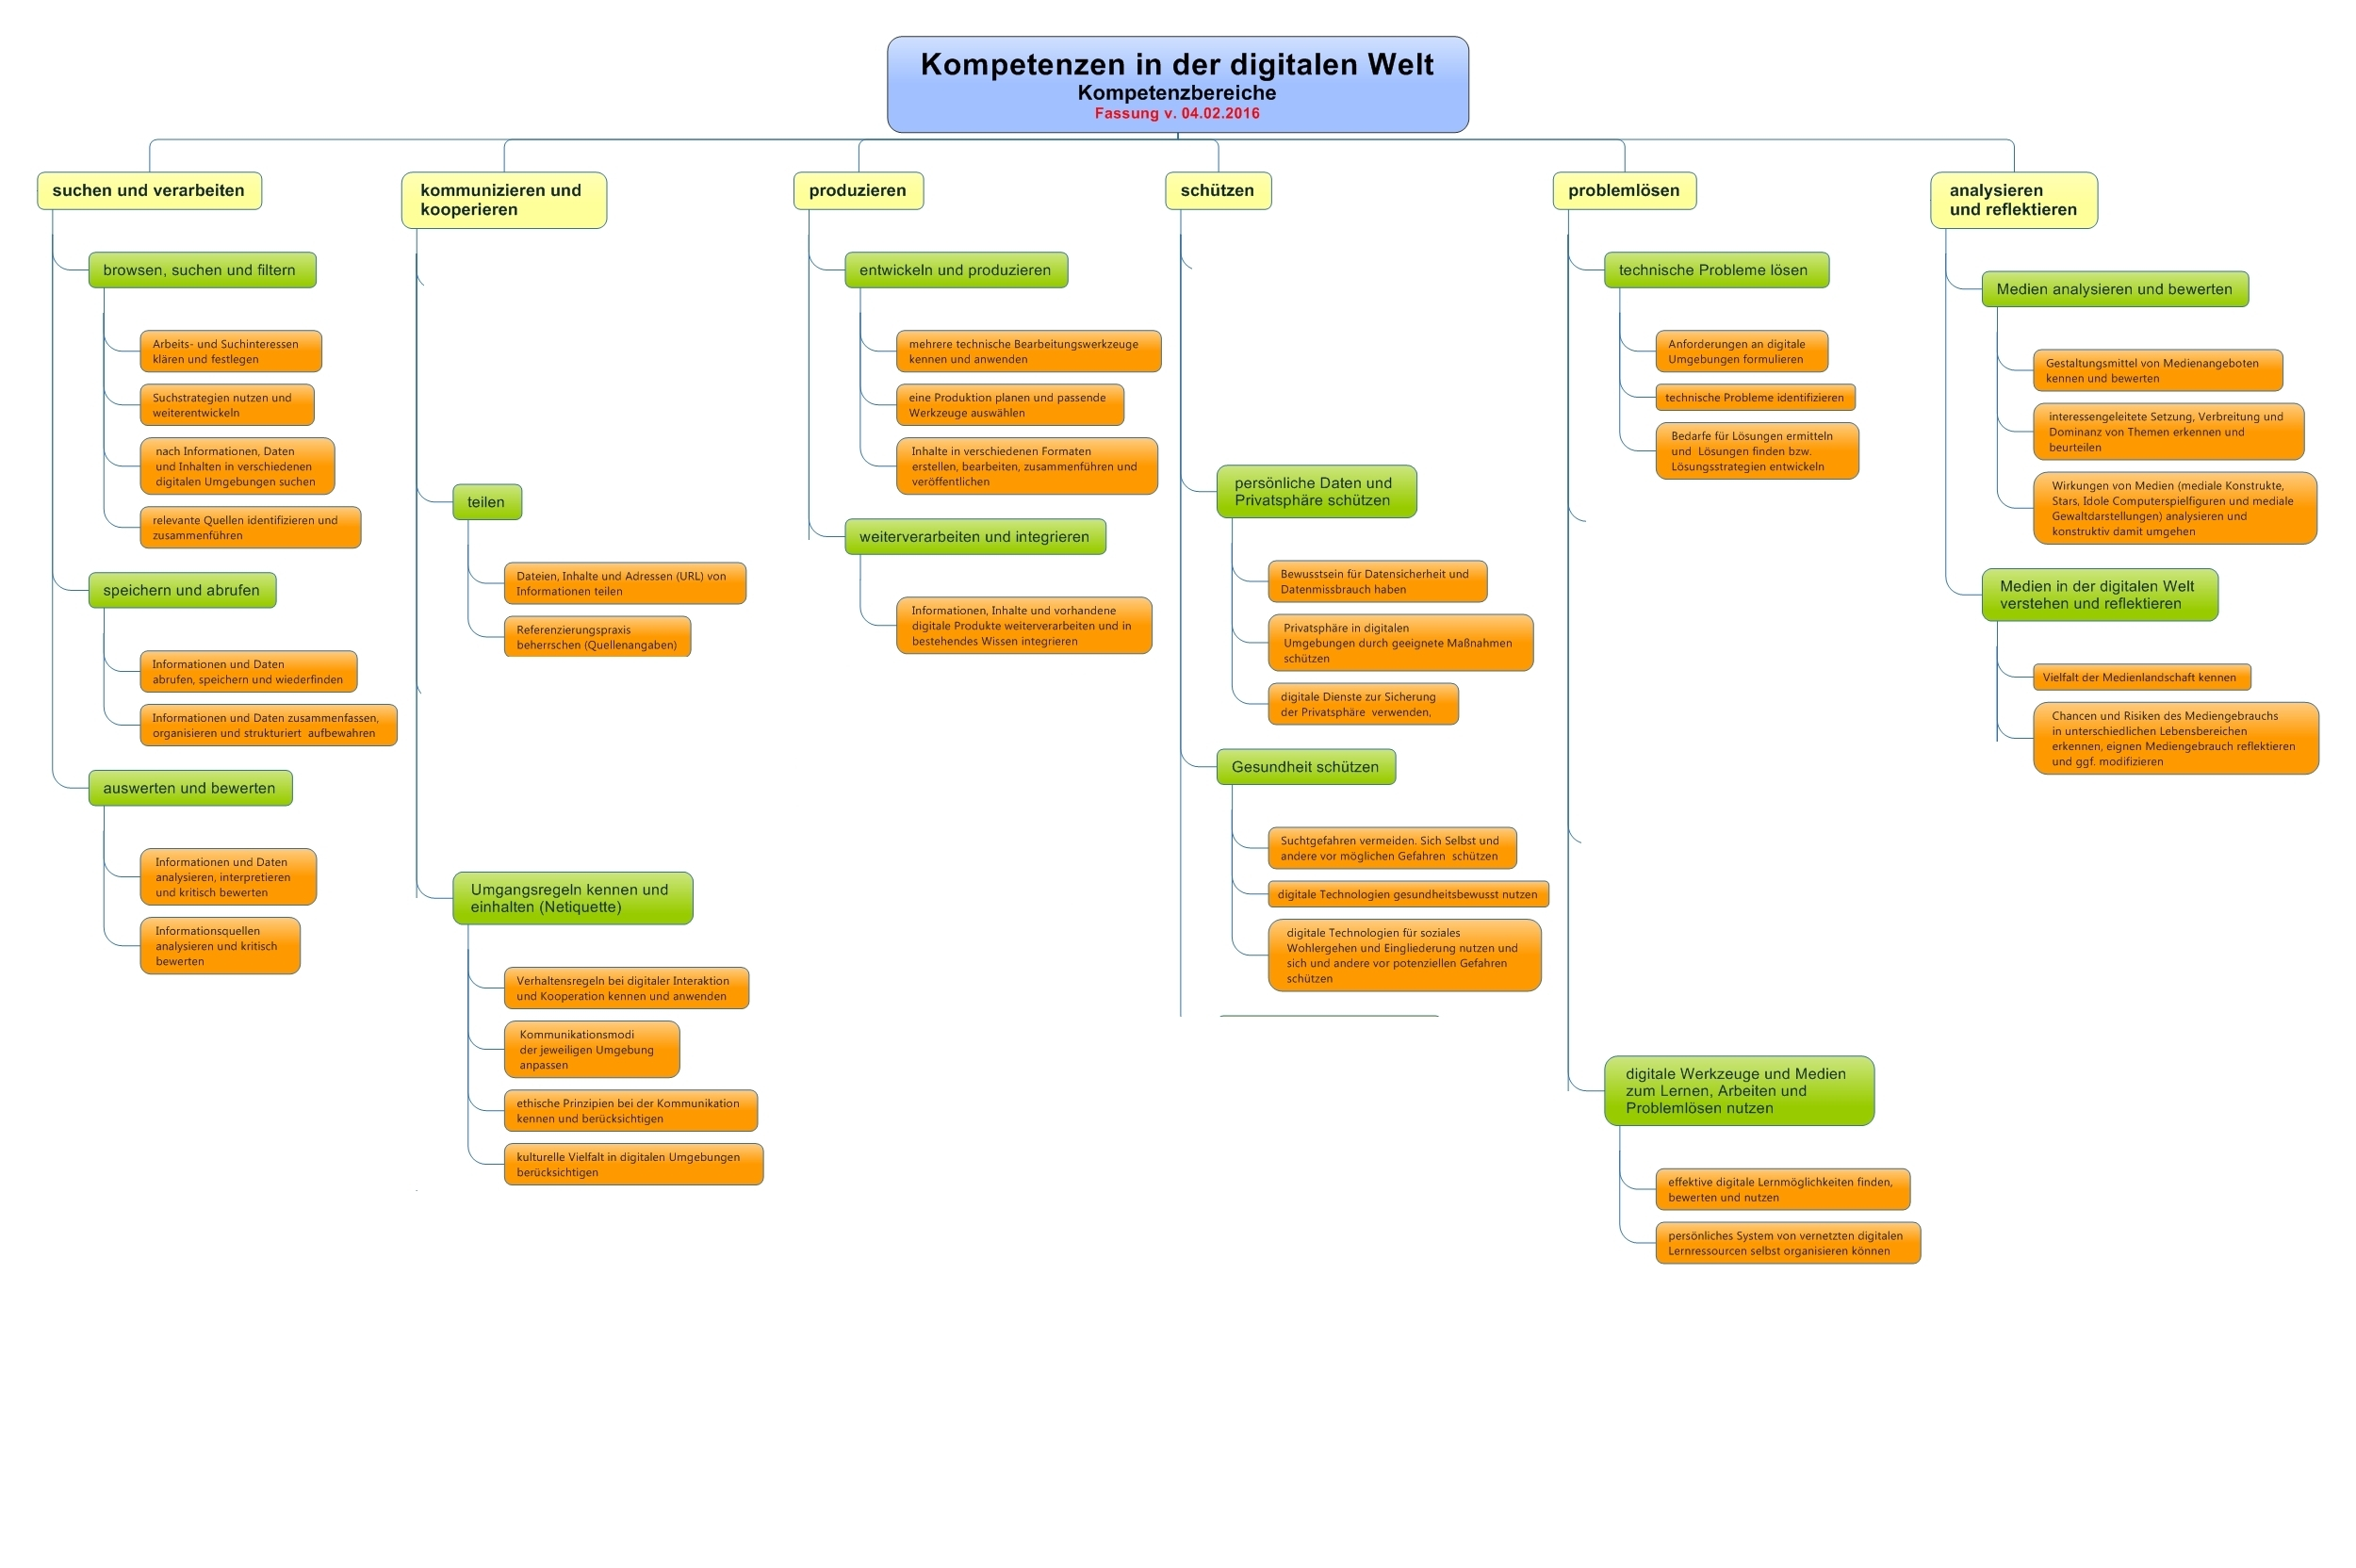 Kompetenzen in der digitalen Welt
Kompetenzbereiche
Fassung v. 04.02.2016
suchen und verarbeiten
browsen, suchen und filtern
Arbeits- und Suchinteressen
klären und festlegen
Suchstrategien nutzen und
weiterentwickeln
nach Informationen, Daten
und Inhalten in verschiedenen
digitalen Umgebungen suchen
relevante Quellen identifizieren und
zusammenführen
speichern und abrufen
Informationen und Daten
abrufen, speichern und wiederfinden
Informationen und Daten zusammenfassen,
organisieren und strukturiert  aufbewahren
auswerten und bewerten
Informationen und Daten
analysieren, interpretieren
und kritisch bewerten
Informationsquellen
analysieren und kritisch
bewerten
kommunizieren und
kooperieren
teilen
Dateien, Inhalte und Adressen (URL) von
Informationen teilen
Referenzierungspraxis
beherrschen (Quellenangaben)
Umgangsregeln kennen und
einhalten (Netiquette)
Verhaltensregeln bei digitaler Interaktion
und Kooperation kennen und anwenden
Kommunikationsmodi
der jeweiligen Umgebung
anpassen
ethische Prinzipien bei der Kommunikation
kennen und berücksichtigen
kulturelle Vielfalt in digitalen Umgebungen
berücksichtigen
produzieren
entwickeln und produzieren
mehrere technische Bearbeitungswerkzeuge
kennen und anwenden
eine Produktion planen und passende
Werkzeuge auswählen
Inhalte in verschiedenen Formaten
erstellen, bearbeiten, zusammenführen und
veröffentlichen
weiterverarbeiten und integrieren
Informationen, Inhalte und vorhandene
digitale Produkte weiterverarbeiten und in
bestehendes Wissen integrieren
schützen
persönliche Daten und
Privatsphäre schützen
Bewusstsein für Datensicherheit und
Datenmissbrauch haben
Privatsphäre in digitalen
Umgebungen durch geeignete Maßnahmen
schützen
digitale Dienste zur Sicherung
der Privatsphäre  verwenden,
Gesundheit schützen
Suchtgefahren vermeiden. Sich Selbst und
andere vor möglichen Gefahren  schützen
digitale Technologien gesundheitsbewusst nutzen
digitale Technologien für soziales
Wohlergehen und Eingliederung nutzen und
sich und andere vor potenziellen Gefahren
schützen
problemlösen
technische Probleme lösen
Anforderungen an digitale
Umgebungen formulieren
technische Probleme identifizieren
Bedarfe für Lösungen ermitteln
und  Lösungen finden bzw.
Lösungsstrategien entwickeln
digitale Werkzeuge und Medien
zum Lernen, Arbeiten und
Problemlösen nutzen
effektive digitale Lernmöglichkeiten finden,
bewerten und nutzen
persönliches System von vernetzten digitalen
Lernressourcen selbst organisieren können
analysieren
und reflektieren
Medien analysieren und bewerten
Gestaltungsmittel von Medienangeboten
kennen und bewerten
interessengeleitete Setzung, Verbreitung und
Dominanz von Themen erkennen und
beurteilen
Wirkungen von Medien (mediale Konstrukte,
Stars, Idole Computerspielfiguren und mediale
Gewaltdarstellungen) analysieren und
konstruktiv damit umgehen
Medien in der digitalen Welt
verstehen und reflektieren
Vielfalt der Medienlandschaft kennen
Chancen und Risiken des Mediengebrauchs
in unterschiedlichen Lebensbereichen
erkennen, eignen Mediengebrauch reflektieren
und ggf. modifizieren